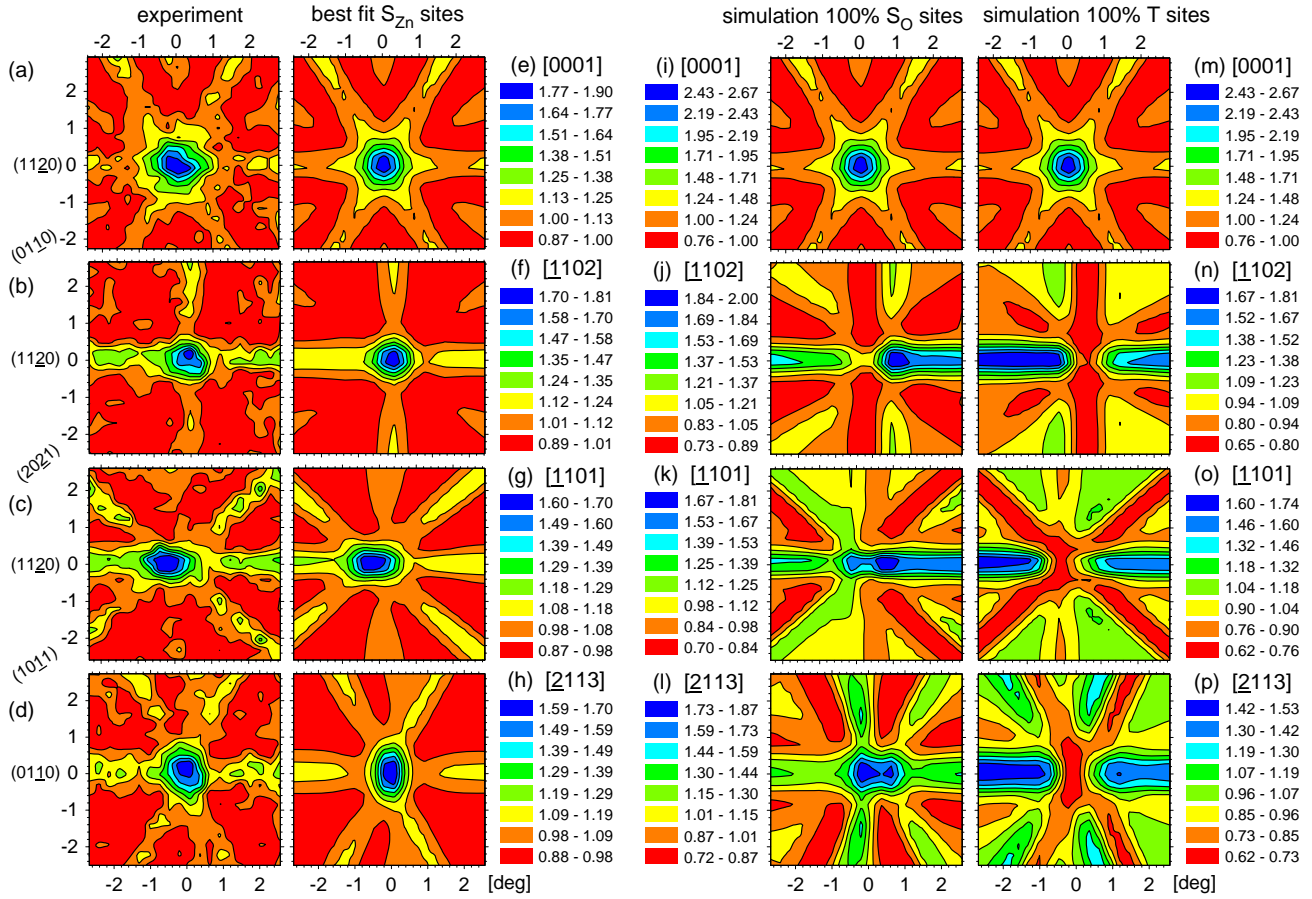 experiment
best fit S_Zn sites
simulation 100% S_O sites
simulation 100% T sites
-2 -1 0 1 2
-2 -1 0 1 2
-2 -1 0 1 2
-2 -1 0 1 2
(a)
2
1
(1120) 0
-1
-2
(0110)
(e) [0001]
1.77 - 1.90
1.64 - 1.77
1.51 - 1.64
1.38 - 1.51
1.25 - 1.38
1.13 - 1.25
1.00 - 1.13
0.87 - 1.00
(i) [0001]
2.43 - 2.67
2.19 - 2.43
1.95 - 2.19
1.71 - 1.95
1.48 - 1.71
1.24 - 1.48
1.00 - 1.24
0.76 - 1.00
(m) [0001]
2.43 - 2.67
2.19 - 2.43
1.95 - 2.19
1.71 - 1.95
1.48 - 1.71
1.24 - 1.48
1.00 - 1.24
0.76 - 1.00
(b)
2
1
(1120) 0
-1
-2
(2021)
(f) [1102]
1.70 - 1.81
1.58 - 1.70
1.47 - 1.58
1.35 - 1.47
1.24 - 1.35
1.12 - 1.24
1.01 - 1.12
0.89 - 1.01
(j) [1102]
1.84 - 2.00
1.69 - 1.84
1.53 - 1.69
1.37 - 1.53
1.21 - 1.37
1.05 - 1.21
0.83 - 1.05
0.73 - 0.89
(n) [1102]
1.67 - 1.81
1.52 - 1.67
1.38 - 1.52
1.23 - 1.38
1.09 - 1.23
0.94 - 1.09
0.80 - 0.94
0.65 - 0.80
(c)
2
1
(1120) 0
-1
-2
(1011)
(g) [1101]
1.60 - 1.70
1.49 - 1.60
1.39 - 1.49
1.29 - 1.39
1.18 - 1.29
1.08 - 1.18
0.98 - 1.08
0.87 - 0.98
(k) [1101]
1.67 - 1.81
1.53 - 1.67
1.39 - 1.53
1.25 - 1.39
1.12 - 1.25
0.98 - 1.12
0.84 - 0.98
0.70 - 0.84
(o) [1101]
1.60 - 1.74
1.46 - 1.60
1.32 - 1.46
1.18 - 1.32
1.04 - 1.18
0.90 - 1.04
0.76 - 0.90
0.62 - 0.76
(d)
2
1
(0110) 0
-1
-2
(h) [2113]
1.59 - 1.70
1.49 - 1.59
1.39 - 1.49
1.29 - 1.39
1.19 - 1.29
1.09 - 1.19
0.98 - 1.09
0.88 - 0.98
(l) [2113]
1.73 - 1.87
1.59 - 1.73
1.44 - 1.59
1.30 - 1.44
1.15 - 1.30
1.01 - 1.15
0.87 - 1.01
0.72 - 0.87
(p) [2113]
1.42 - 1.53
1.30 - 1.42
1.19 - 1.30
1.07 - 1.19
0.96 - 1.07
0.85 - 0.96
0.73 - 0.85
0.62 - 0.73
-2 -1 0 1 2
-2 -1 0 1 2
[deg]
-2 -1 0 1 2
-2 -1 0 1 2
[deg]